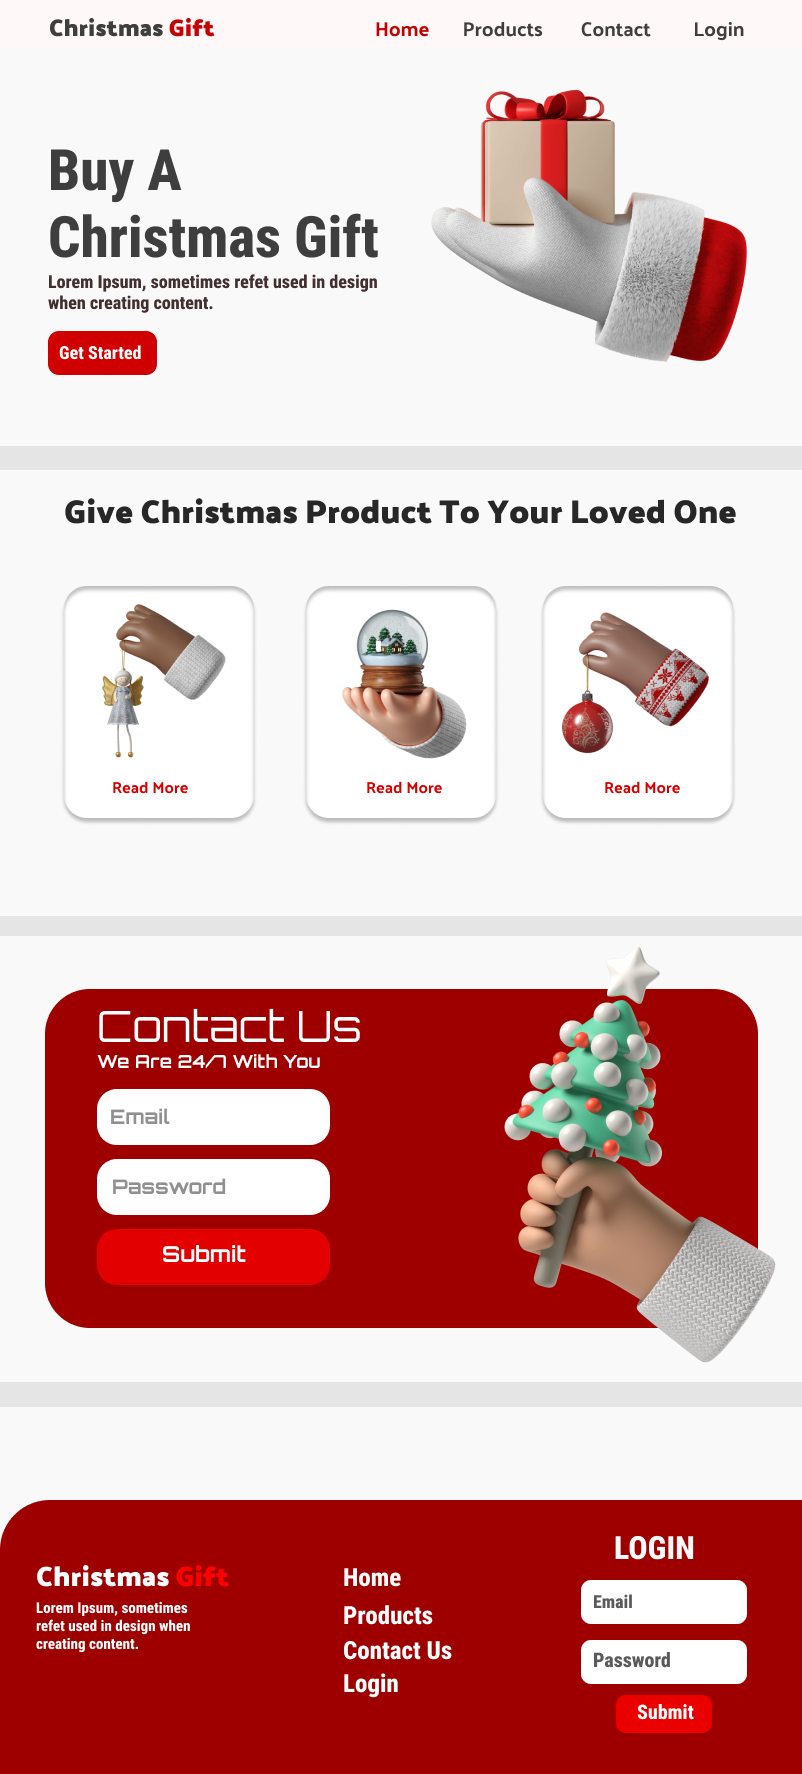 Christmas Gift
Home Products Contact Login
Buy A
Christmas Gift
Lorem Ipsum, sometimes refet used in design
when creating content.
Get Started
Give Christmas Product To Your Loved One
Read More
Read More
Read More
Contact Us
We Are 24/7 With You
Email
Password
Submit
Christmas Gift
Lorem Ipsum, sometimes
refet used in design when
creating content.
Home
Products
Contact Us
Login
LOGIN
Email
Password
Submit